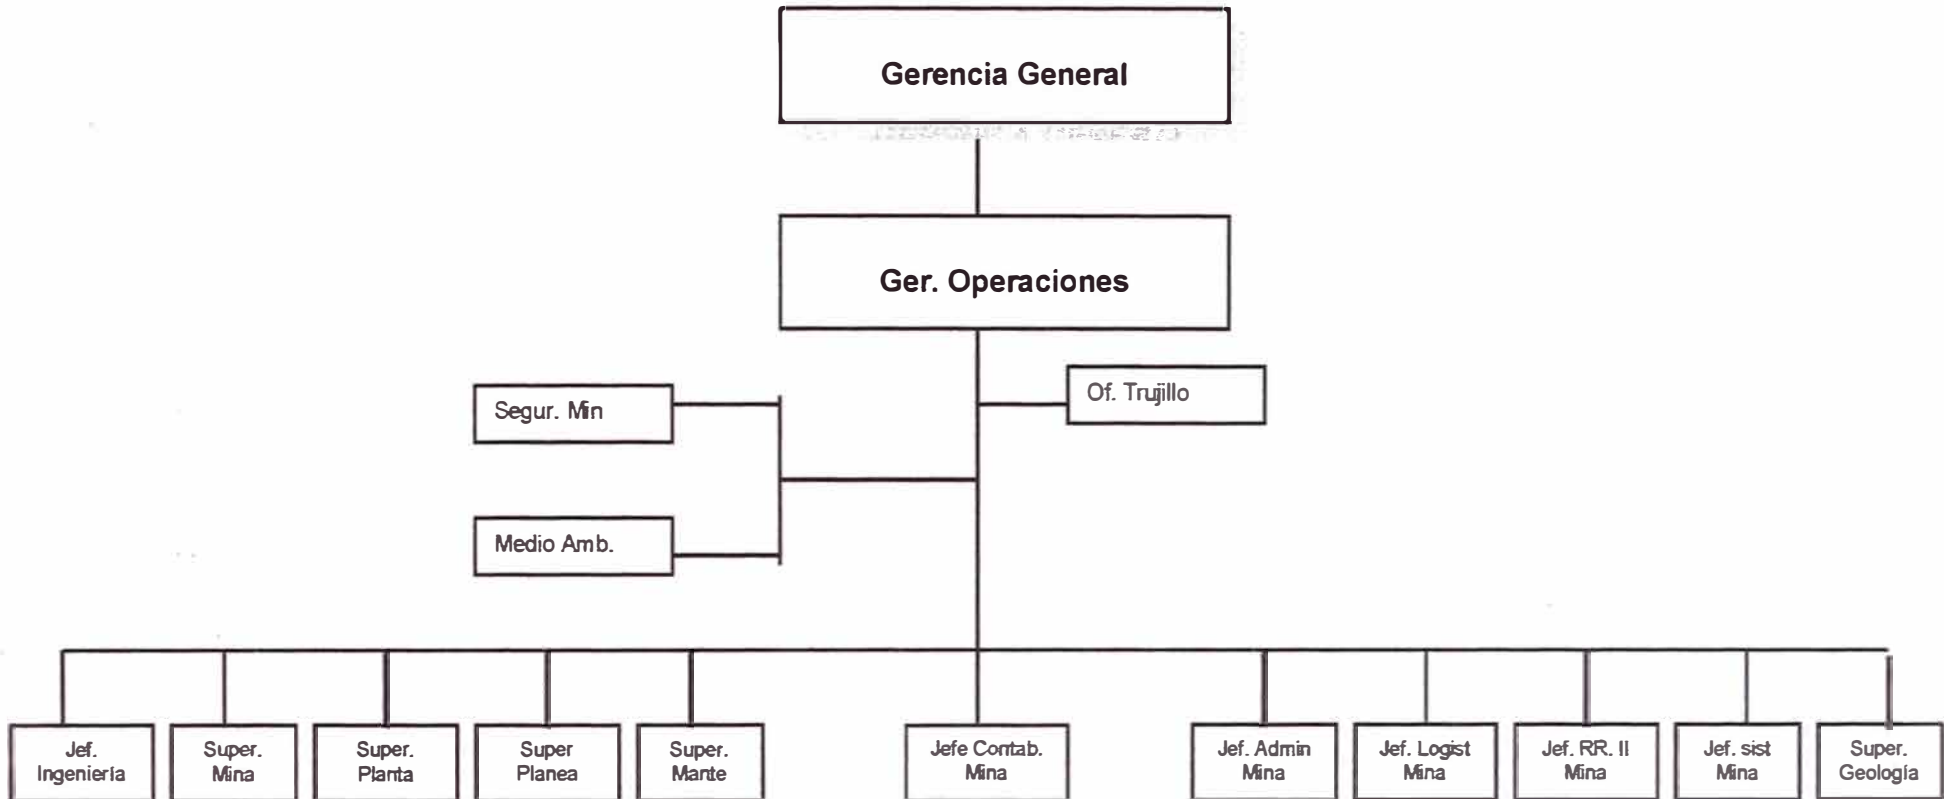 Gerencia General
Ger. Operaciones
Of. Trujillo
Segur. Min
Medio Amb.
Jef.
Ingeniería
Super.
Mina
Super.
Planta
Super
Planea
Super.
Mante
Jefe Contab.
Mina
Jef. Admin
Mina
Jef. Logist
Mina
Jef. RR. II
Mina
Jef. sist
Mina
Super.
Geología